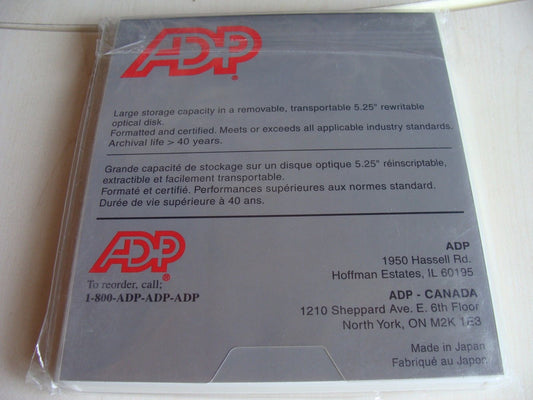 ADP
Large storage capacity in a removable, transportable 5.25" rewritable
optical disk.
Formatted and certified. Meets or exceeds all applicable industry standards.
Archival life > 40 years.
Grande capacité de stockage sur un disque optique 5.25" réinscriptable,
extractible et facilement transportable.
Formaté et certifié. Performances supérieures aux normes standard.
Durée de vie supérieure à 40 ans.
ADP
To reorder, call;
1-800-ADP-ADP-ADP
ADP
1950 Hassell Rd.
Hoffman Estates, IL 60195
ADP - CANADA
1210 Sheppard Ave. E. 6th Floor
North York, ON M2K 1E3
Made in Japan
Fabriqué au Japon